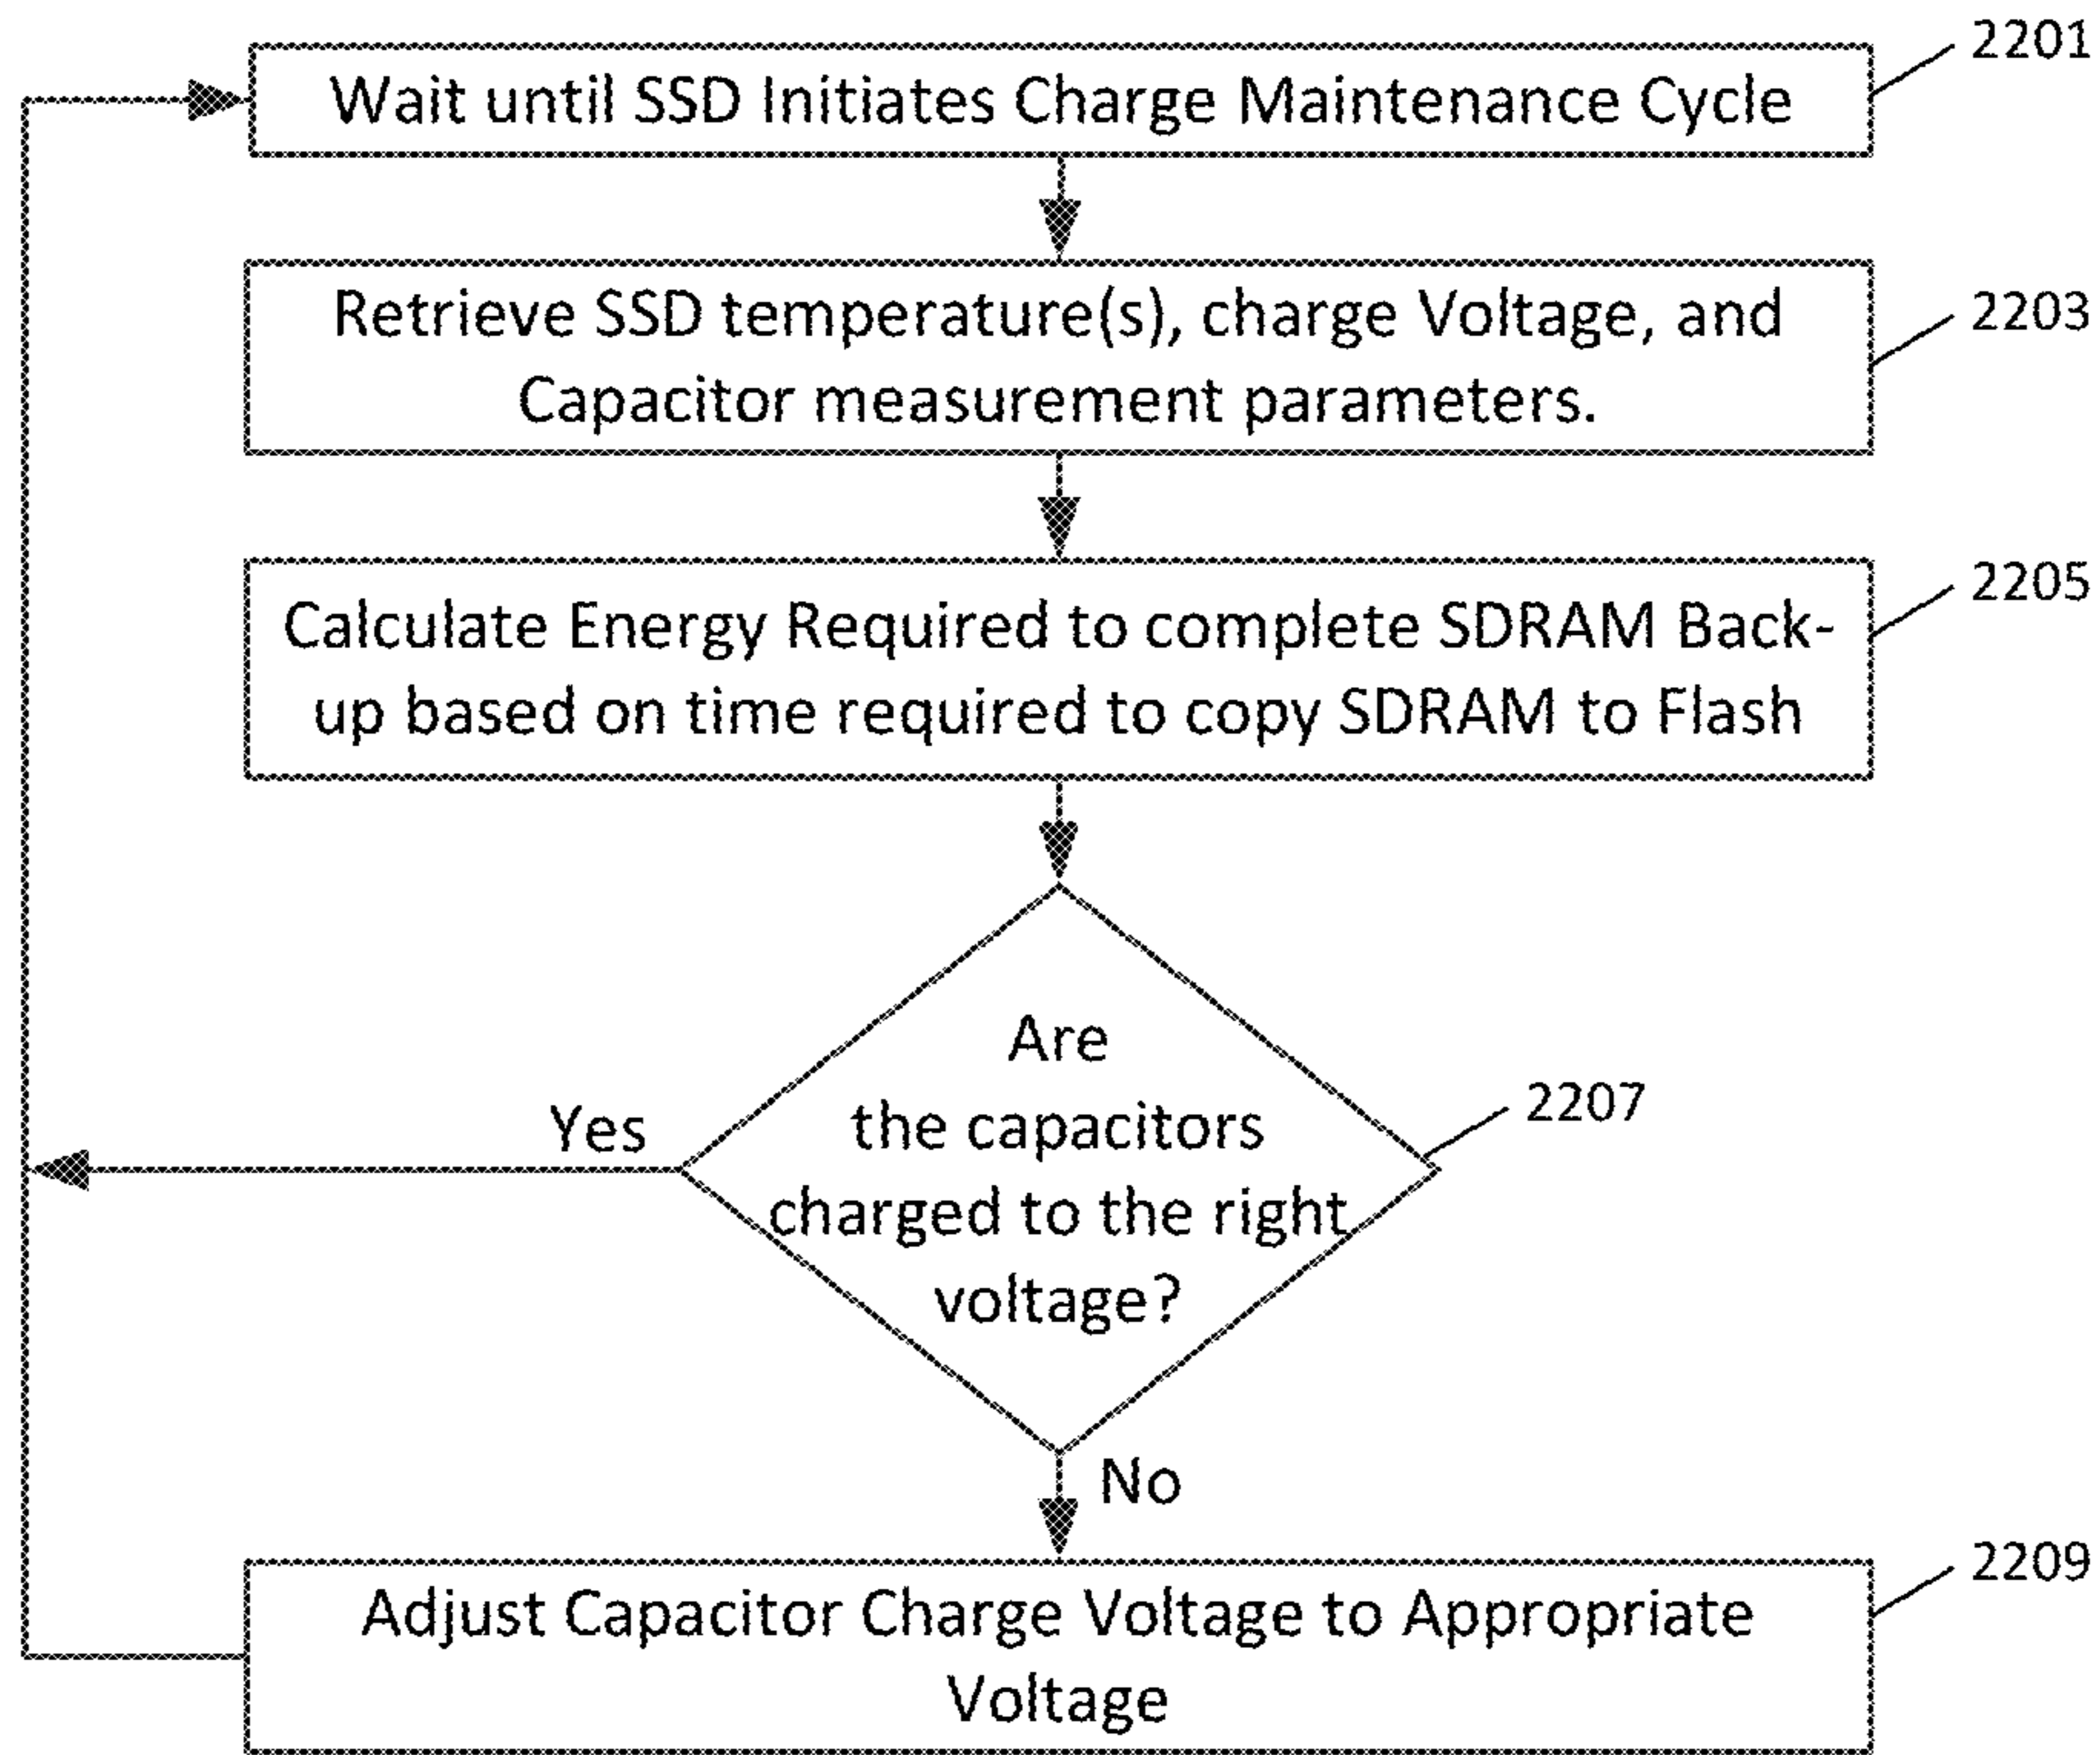 2201
Wait until SSD Initiates Charge Maintenance Cycle
Retrieve SSD temperature(s), charge Voltage, and
Capacitor measurement parameters.
2203
Calculate Energy Required to complete SDRAM Back-
up based on time required to copy SDRAM to Flash
2205
Are
the capacitors
charged to the right
voltage?
2207
Yes
No
Adjust Capacitor Charge Voltage to Appropriate
Voltage
2209